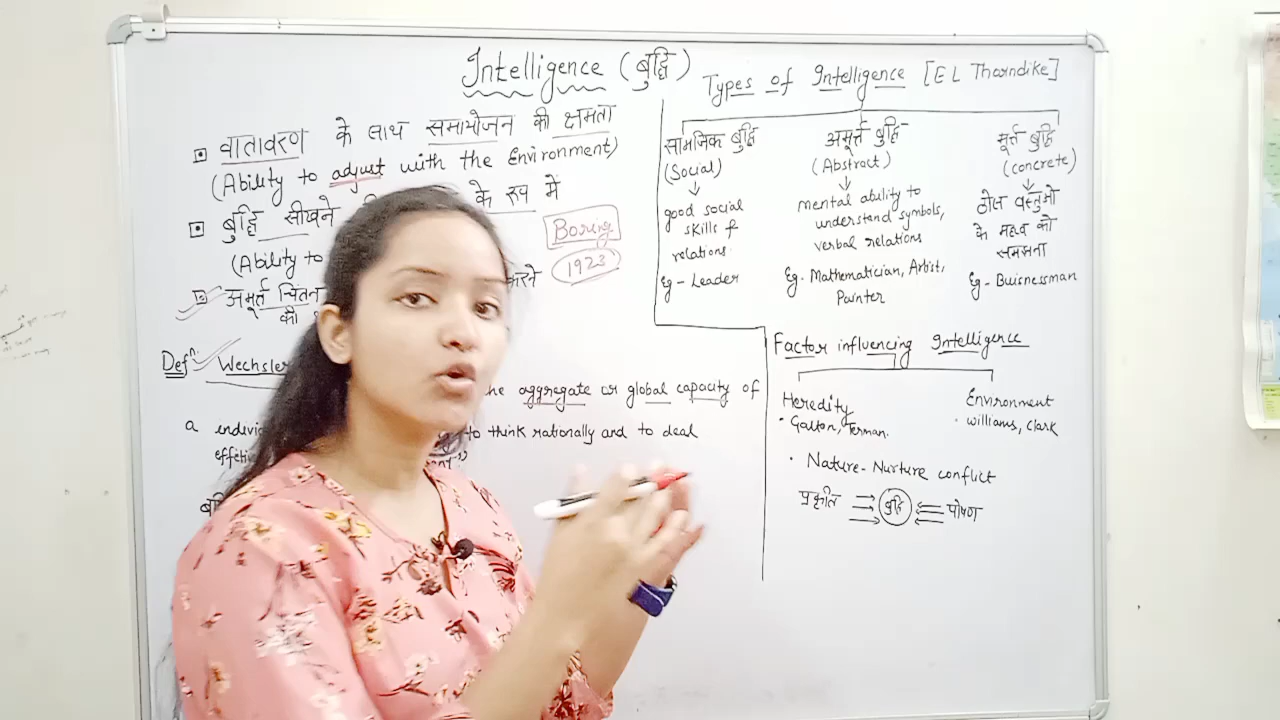 Intelligence (बुद्धि)
वातावरण के साथ समायोजन की क्षमता
(Ability to adjust with the Environment)
बुद्धि सीखने के रूप में
(Ability to
Boring
1923
अमूर्त चिंतन करने
की
Defⁿ Wechsler
the aggregate or global capacity of
a to think rationally and to deal
Types of Intelligence [EL Thorndike]
सामाजिक बुद्धि
(Social)
↓
good social
skills &
relations.
Eg - Leader
अमूर्त्त बुद्धि
(Abstract)
↓
mental ability to
understand symbols,
verbal relations
Eg - Mathematician, Artist,
Painter
मूर्त्त बुद्धि
(concrete)
↓
ठोस वस्तुओ
के महत्व को
समझना
Eg - Buisnessman
Factor influencing Intelligence
Heredity
• Galton, Terman.
Environment
• williams, clark
• Nature - Nurture conflict
प्रकृति → बुद्धि ← पोषण